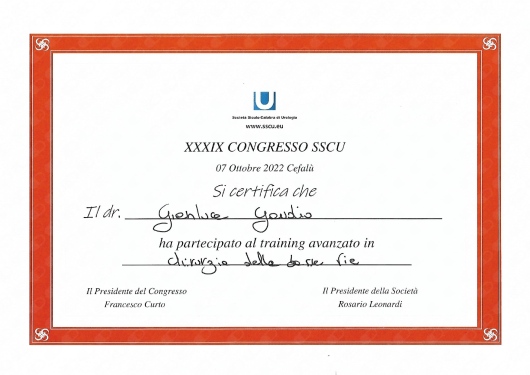 Società Siculo-Calabra di Urologia
www.sscu.eu
XXXIX CONGRESSO SSCU
07 Ottobre 2022 Cefalù
Si certifica che
Il dr. Gianluca Gaudio
ha partecipato al training avanzato in
chirurgia delle basse vie
Il Presidente del Congresso
Francesco Curto
Il Presidente della Società
Rosario Leonardi